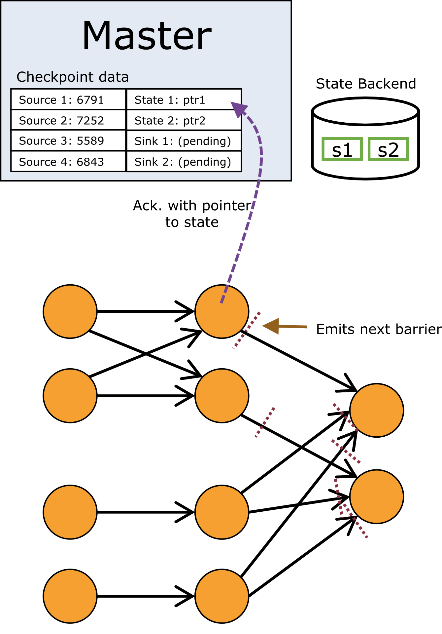 Master
Checkpoint data
Source 1: 6791 State 1: ptr1
Source 2: 7252 State 2: ptr2
Source 3: 5589 Sink 1: (pending)
Source 4: 6843 Sink 2: (pending)
State Backend
s1 s2
Ack. with pointer
to state
Emits next barrier